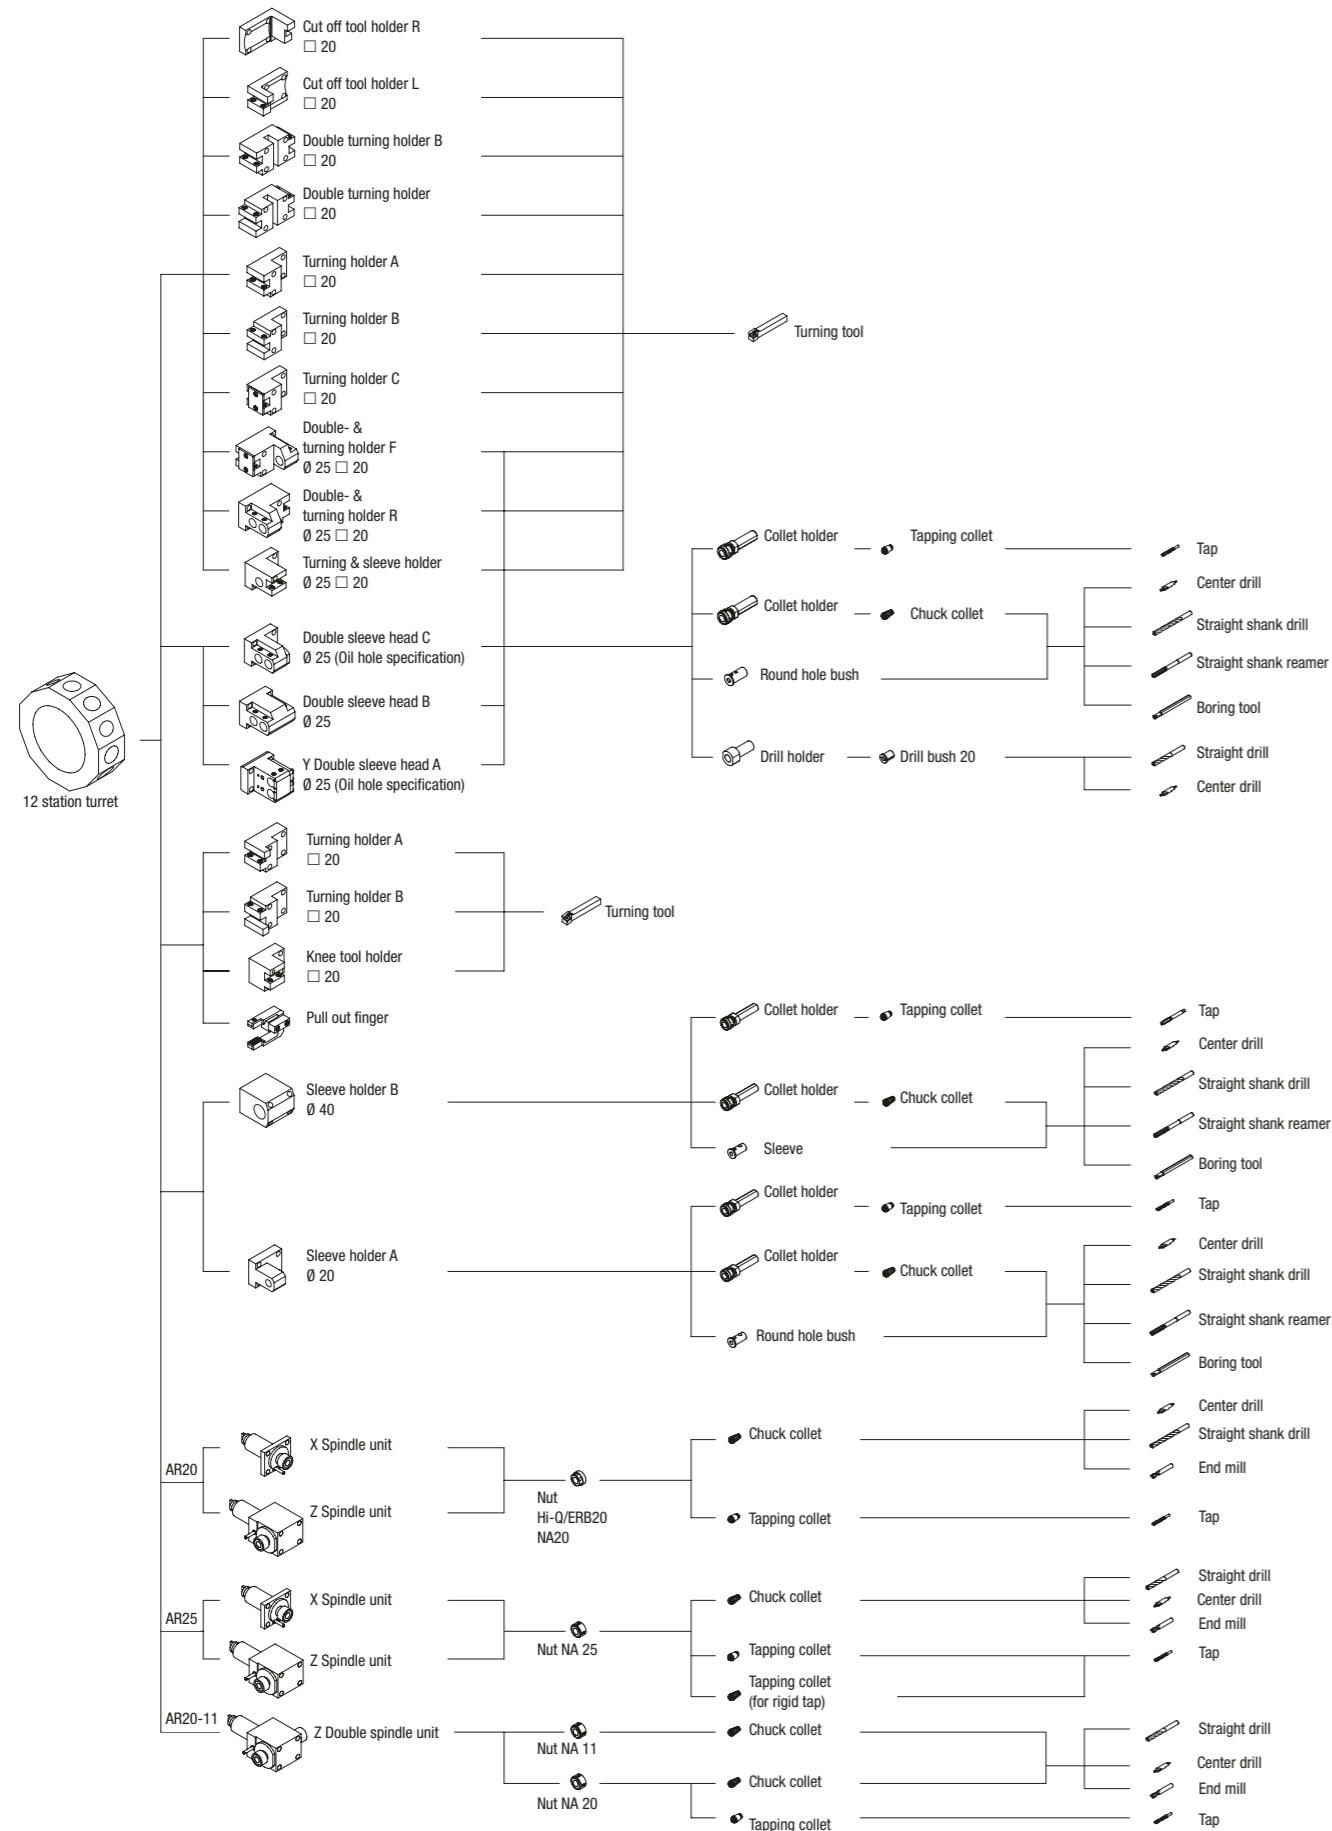 Cut off tool holder R
□ 20
Cut off tool holder L
□ 20
Double turning holder B
□ 20
Double turning holder
□ 20
Turning holder A
□ 20
Turning holder B
□ 20
Turning tool
Turning holder C
□ 20
Double- &
turning holder F
Ø 25 □ 20
Double- &
turning holder R
Ø 25 □ 20
Turning & sleeve holder
Ø 25 □ 20
Collet holder
Tapping collet
Tap
Collet holder
Chuck collet
Center drill
Straight shank drill
Straight shank reamer
Boring tool
Round hole bush
Drill holder
Drill bush 20
Straight drill
Center drill
Double sleeve head C
Ø 25 (Oil hole specification)
Double sleeve head B
Ø 25
Y Double sleeve head A
Ø 25 (Oil hole specification)
12 station turret
Turning holder A
□ 20
Turning holder B
□ 20
Turning tool
Knee tool holder
□ 20
Pull out finger
Sleeve holder B
Ø 40
Collet holder
Tapping collet
Tap
Collet holder
Chuck collet
Center drill
Straight shank drill
Straight shank reamer
Boring tool
Sleeve
Sleeve holder A
Ø 20
Collet holder
Tapping collet
Tap
Collet holder
Chuck collet
Center drill
Straight shank drill
Straight shank reamer
Boring tool
Round hole bush
AR20
X Spindle unit
Z Spindle unit
Nut
Hi-Q/ERB20
NA20
Chuck collet
Center drill
Straight shank drill
End mill
Tapping collet
Tap
AR25
X Spindle unit
Z Spindle unit
Nut NA 25
Chuck collet
Straight drill
Center drill
End mill
Tapping collet
Tap
Tapping collet
(for rigid tap)
AR20-11
Z Double spindle unit
Nut NA 11
Chuck collet
Straight drill
Center drill
End mill
Nut NA 20
Chuck collet
Tapping collet
Tap